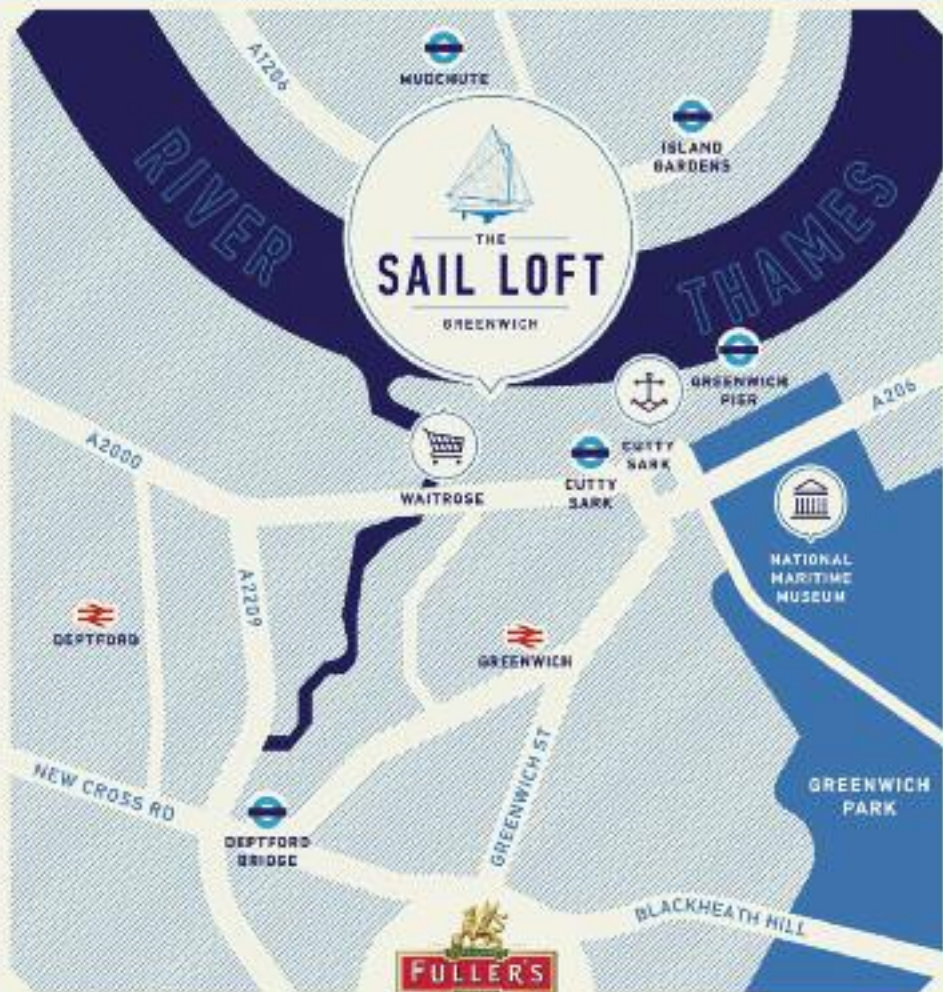 A1206
MUDCHUTE
ISLAND
GARDENS
RIVER
THAMES
THE
SAIL LOFT
GREENWICH
GREENWICH
PIER
A206
CUTTY
SARK
CUTTY
SARK
A2000
WAITROSE
NATIONAL
MARITIME
MUSEUM
A2209
DEPTFORD
GREENWICH
GREENWICH ST
NEW CROSS RD
GREENWICH
PARK
DEPTFORD
BRIDGE
BLACKHEATH HILL
FULLER'S